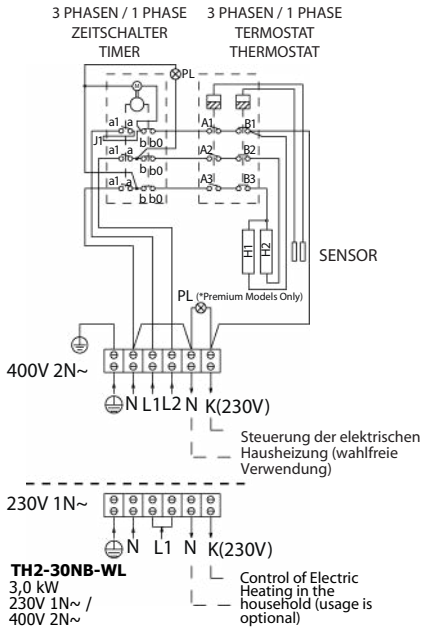 3 PHASEN / 1 PHASE
ZEITSCHALTER
TIMER
3 PHASEN / 1 PHASE
TERMOSTAT
THERMOSTAT
PL
M
a1 a
A1 B1
J1
b b0
a1 a
A2 B2
b b0
a1 a
A3 B3
b b0
H1
H2
SENSOR
PL (*Premium Models Only)
400V 2N~
N L1 L2 N K(230V)
Steuerung der elektrischen
Hausheizung (wahlfreie
Verwendung)
230V 1N~
N L1 N K(230V)
TH2-30NB-WL
3,0 kW
230V 1N~ /
400V 2N~
Control of Electric
Heating in the
household (usage is
optional)